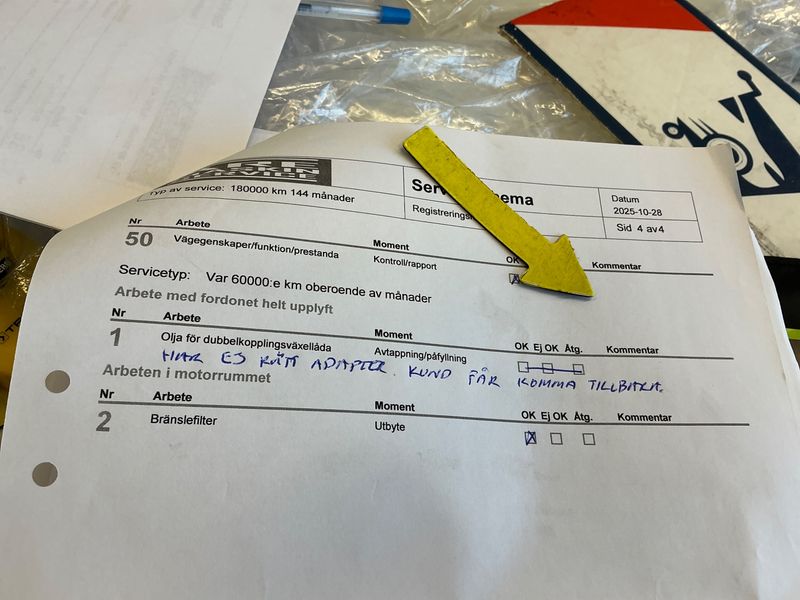 SERVICE
Typ av service: 180000 km 144 månader
Registrerings
Datum
2025-10-28
Sid 4 av4
Nr Arbete Moment OK Kommentar
50 Vägegenskaper/funktion/prestanda Kontroll/rapport
Servicetyp: Var 60000:e km oberoende av månader
Arbete med fordonet helt upplyft
Nr Arbete Moment OK Ej OK Åtg. Kommentar
1 Olja för dubbelkopplingsväxellåda Avtappning/påfyllning
HAR EJ RÄTT ADAPTER. KUND FÅR KOMMA TILLBAKA.
Arbeten i motorrummet
Nr Arbete Moment OK Ej OK Åtg. Kommentar
2 Bränslefilter Utbyte